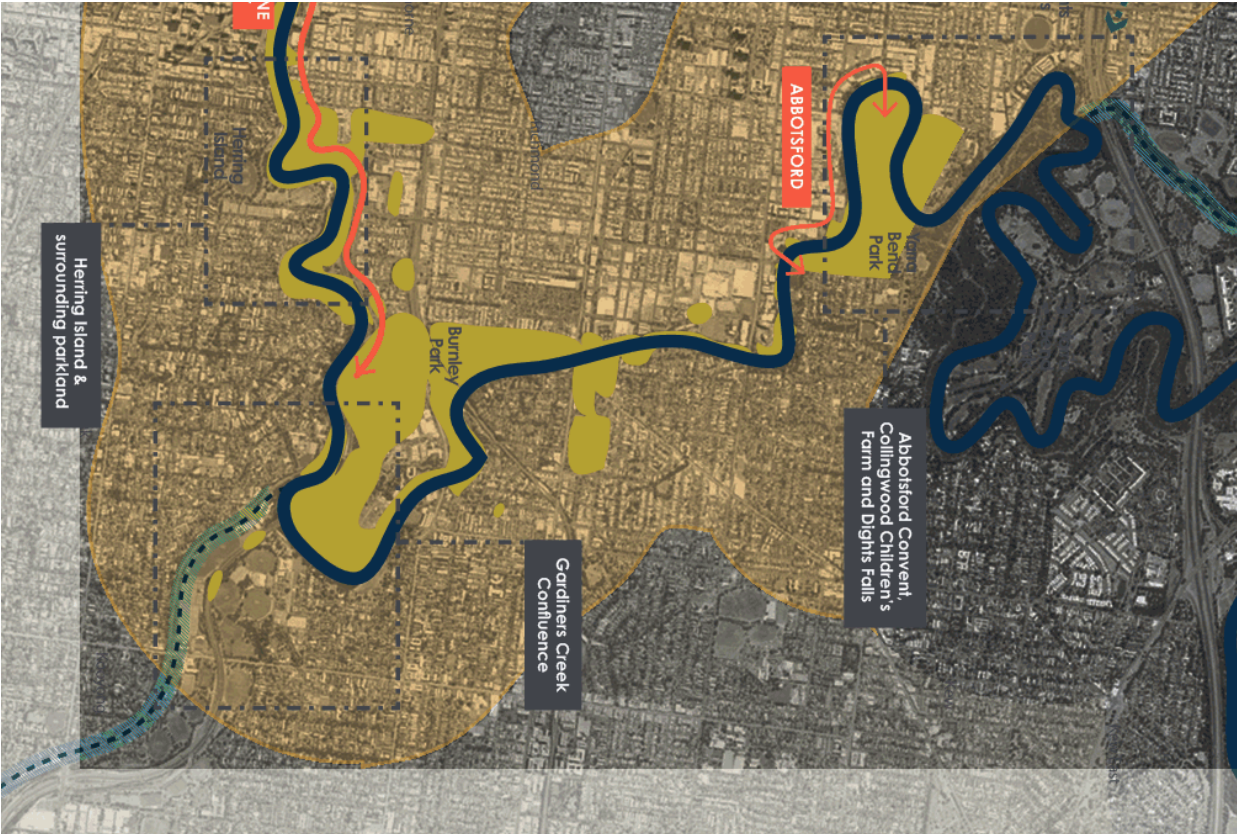 NE
Herring
Island
Herring Island &
surrounding parkland
Burnley
Park
ABBOTSFORD
Bend
Park
Abbotsford Convent,
Collingwood Children's
Farm and Dights Falls
Gardiners Creek
Confluence